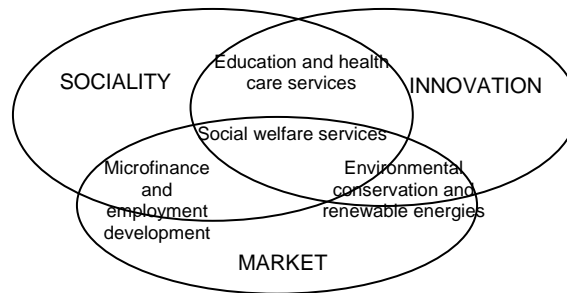 SOCIALITY
Education and health
care services
INNOVATION
Social welfare services
Microfinance
and
employment
development
Environmental
conservation and
renewable energies
MARKET